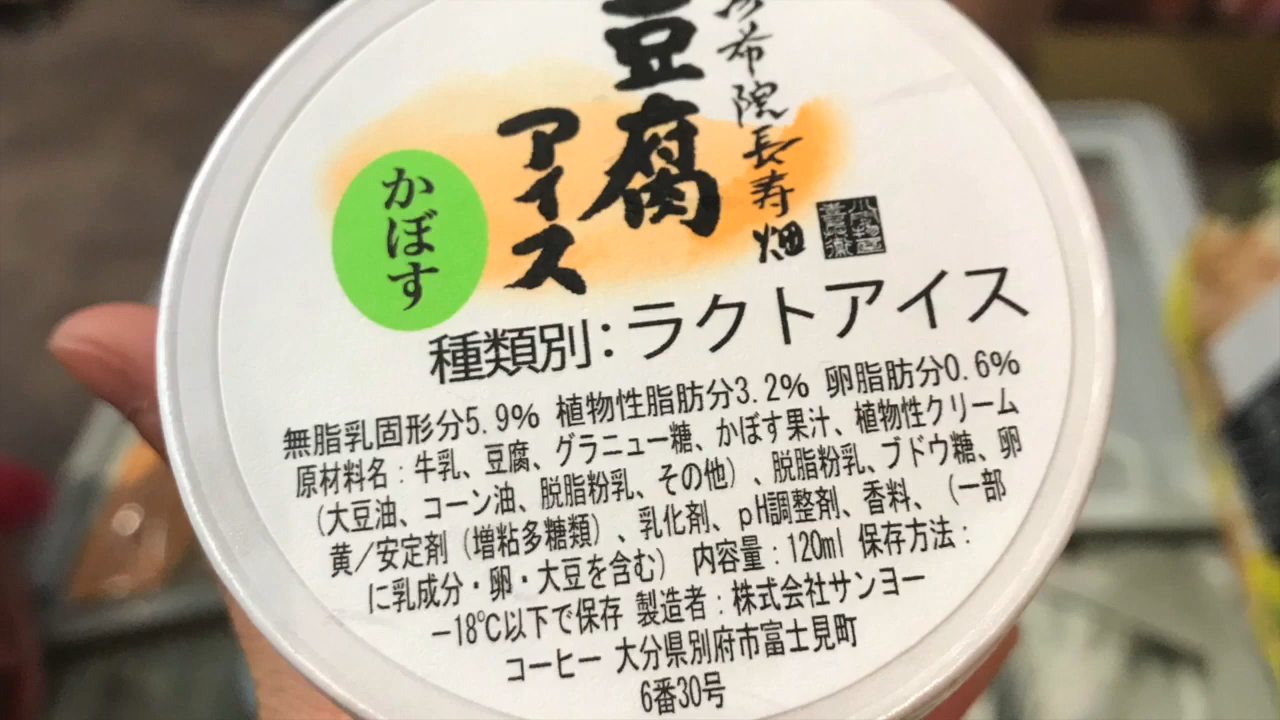 豆腐
アイス
希院長寿畑
かぼす
種類別:ラクトアイス
無脂乳固形分5.9% 植物性脂肪分3.2% 卵脂肪分0.6%
原材料名:牛乳、豆腐、グラニュー糖、かぼす果汁、植物性クリーム
(大豆油、コーン油、脱脂粉乳、その他)、脱脂粉乳、ブドウ糖、卵
黄/安定剤(増粘多糖類)、乳化剤、pH調整剤、香料、(一部
に乳成分・卵・大豆を含む) 内容量:120ml 保存方法:
-18℃以下で保存 製造者:株式会社サンヨー
コーヒー 大分県別府市富士見町
6番30号